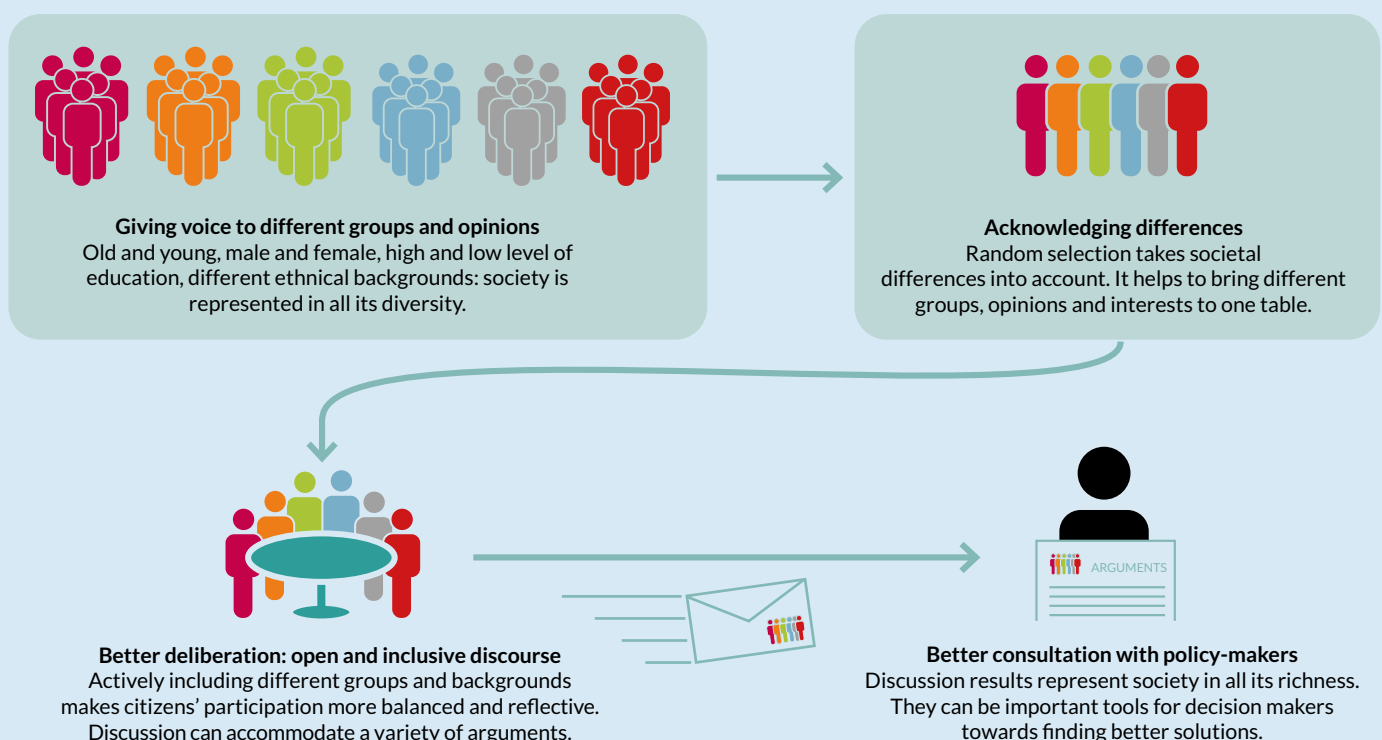 Giving voice to different groups and opinions
Old and young, male and female, high and low level of
education, different ethnical backgrounds: society is
represented in all its diversity.
Acknowledging differences
Random selection takes societal
differences into account. It helps to bring different
groups, opinions and interests to one table.
ARGUMENTS
Better deliberation: open and inclusive discourse
Actively including different groups and backgrounds
makes citizens’ participation more balanced and reflective.
Discussion can accommodate a variety of arguments.
Better consultation with policy-makers
Discussion results represent society in all its richness.
They can be important tools for decision makers
towards finding better solutions.